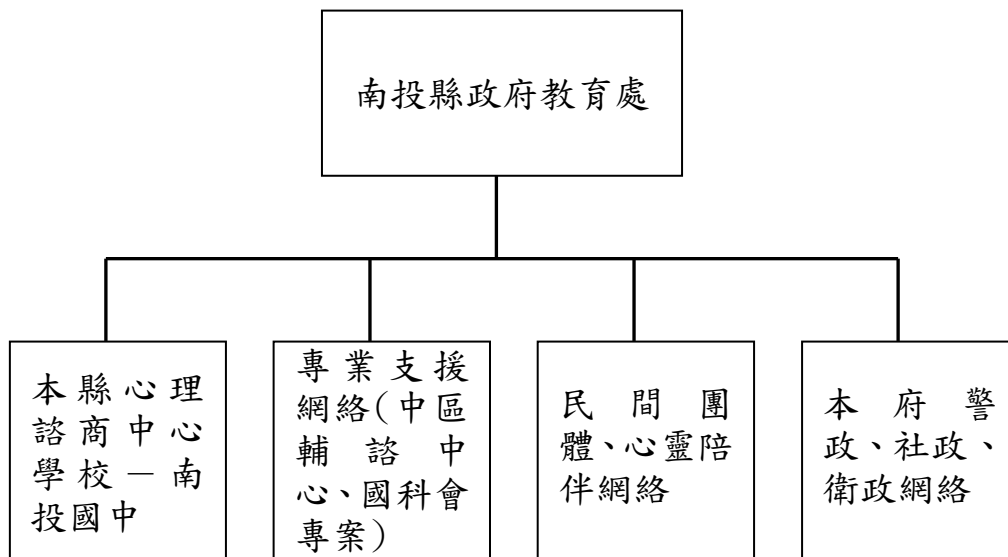 南投縣政府教育處
本縣心理
諮商中心
學校－南
投國中
專業支援
網絡(中區
輔諮中
心、國科會
專案)
民間團
體、心靈陪
伴網絡
本府警
政、社政、
衛政網絡